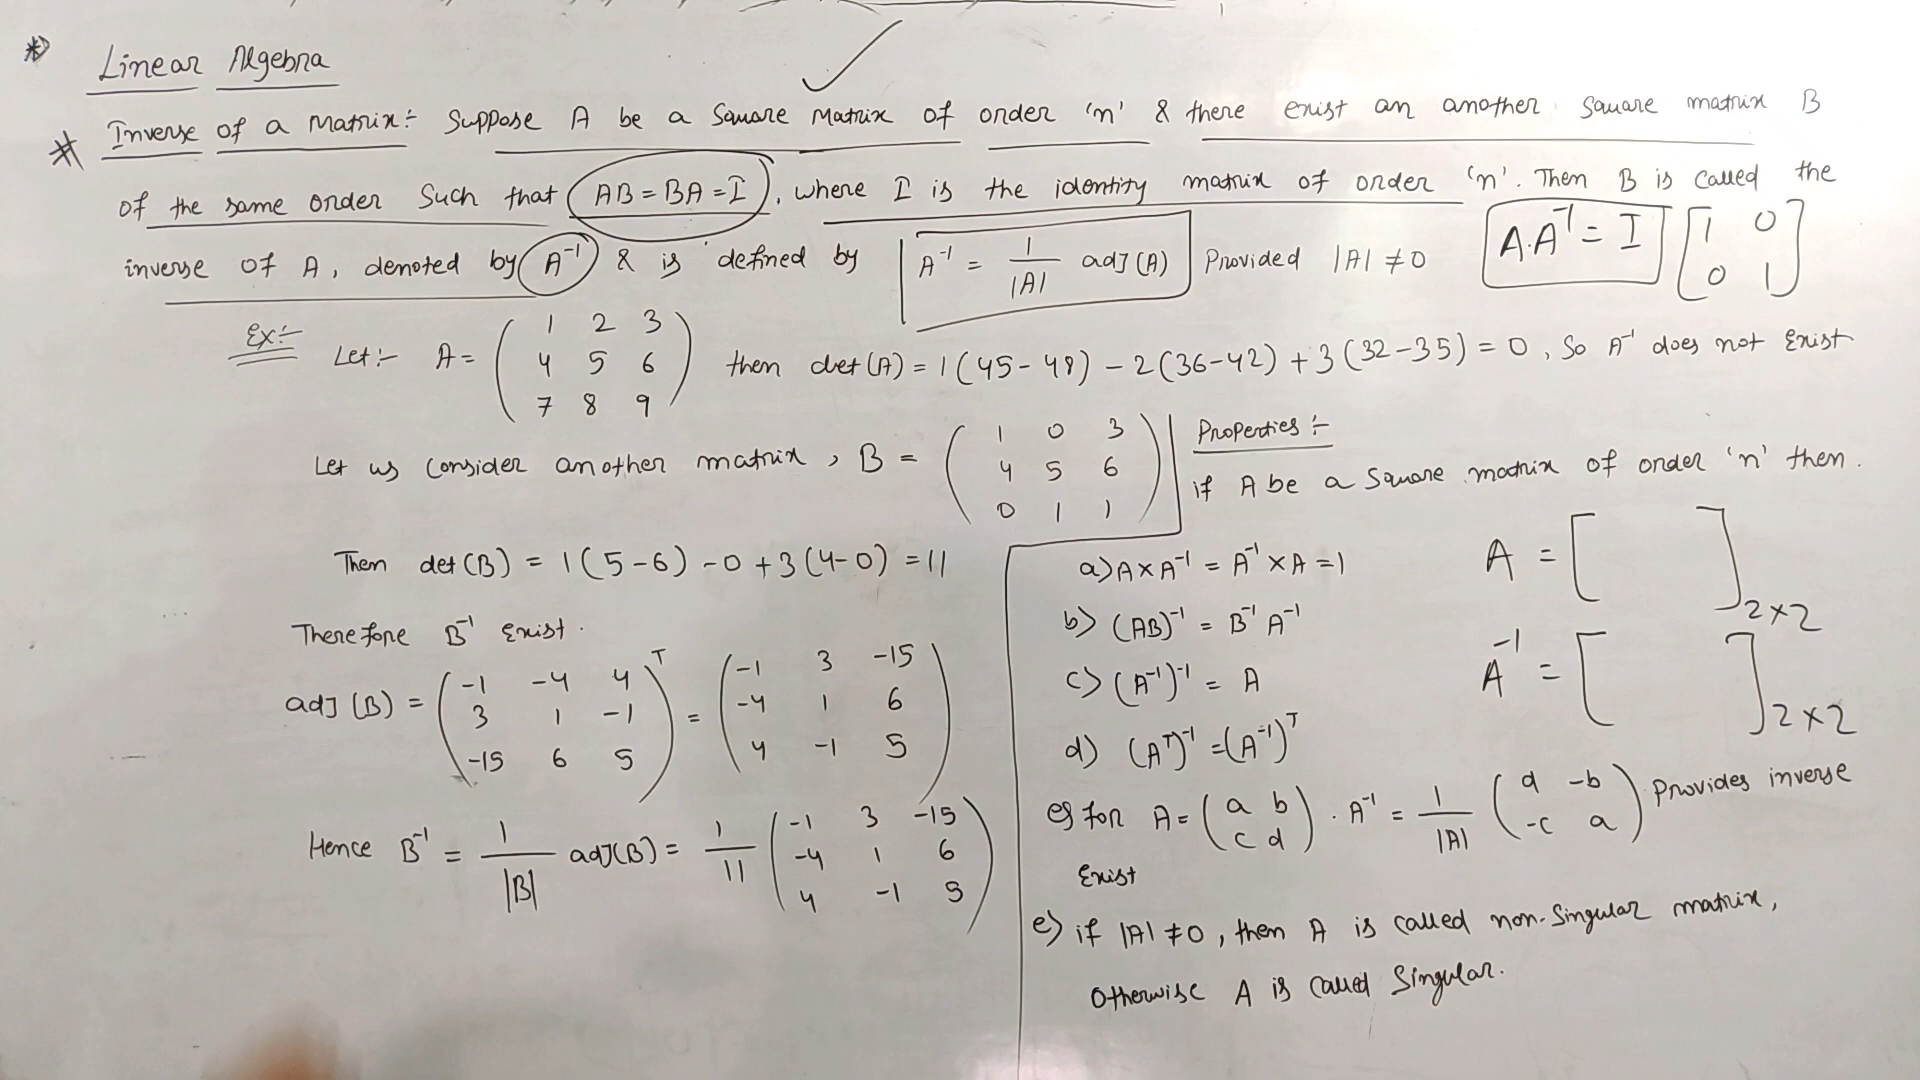 Linear Algebra
Inverse of a Matrix:- Suppose A be a Square Matrix of order 'n' & there exist an another square matrix B
of the same order Such that AB = BA = I, where I is the identity matrix of order 'n'. Then B is called the
inverse of A, denoted by A⁻¹ & is defined by A⁻¹ = 1/|A| adj (A) Provided |A| ≠ 0 A.A⁻¹ = I [1 0
0 1]
Ex:- Let:- A = (1 2 3
4 5 6
7 8 9) then det (A) = 1(45-48) - 2(36-42) + 3(32-35) = 0, So A⁻¹ does not Exist
Let us consider another matrix, B = (1 0 3
4 5 6
0 1 1)
Then det (B) = 1(5-6) - 0 + 3(4-0) = 11
Therefore B⁻¹ Exist.
adj (B) = (-1 -4 4
3 1 -1
-15 6 5)ᵀ = (-1 3 -15
-4 1 6
4 -1 5)
Hence B⁻¹ = 1/|B| adj(B) = 1/11 (-1 3 -15
-4 1 6
4 -1 5)
Properties:-
if A be a Square matrix of order 'n' then.
a) A×A⁻¹ = A⁻¹×A = 1
b) (AB)⁻¹ = B⁻¹ A⁻¹
c) (A⁻¹)⁻¹ = A
d) (Aᵀ)⁻¹ = (A⁻¹)ᵀ
e) for A = (a b
c d). A⁻¹ = 1/|A| (d -b
-c a) Provides inverse
Exist
e) if |A| ≠ 0, then A is called non-Singular matrix,
Otherwise A is called Singular.
A = [ ]2×2
A⁻¹ = [ ]2×2